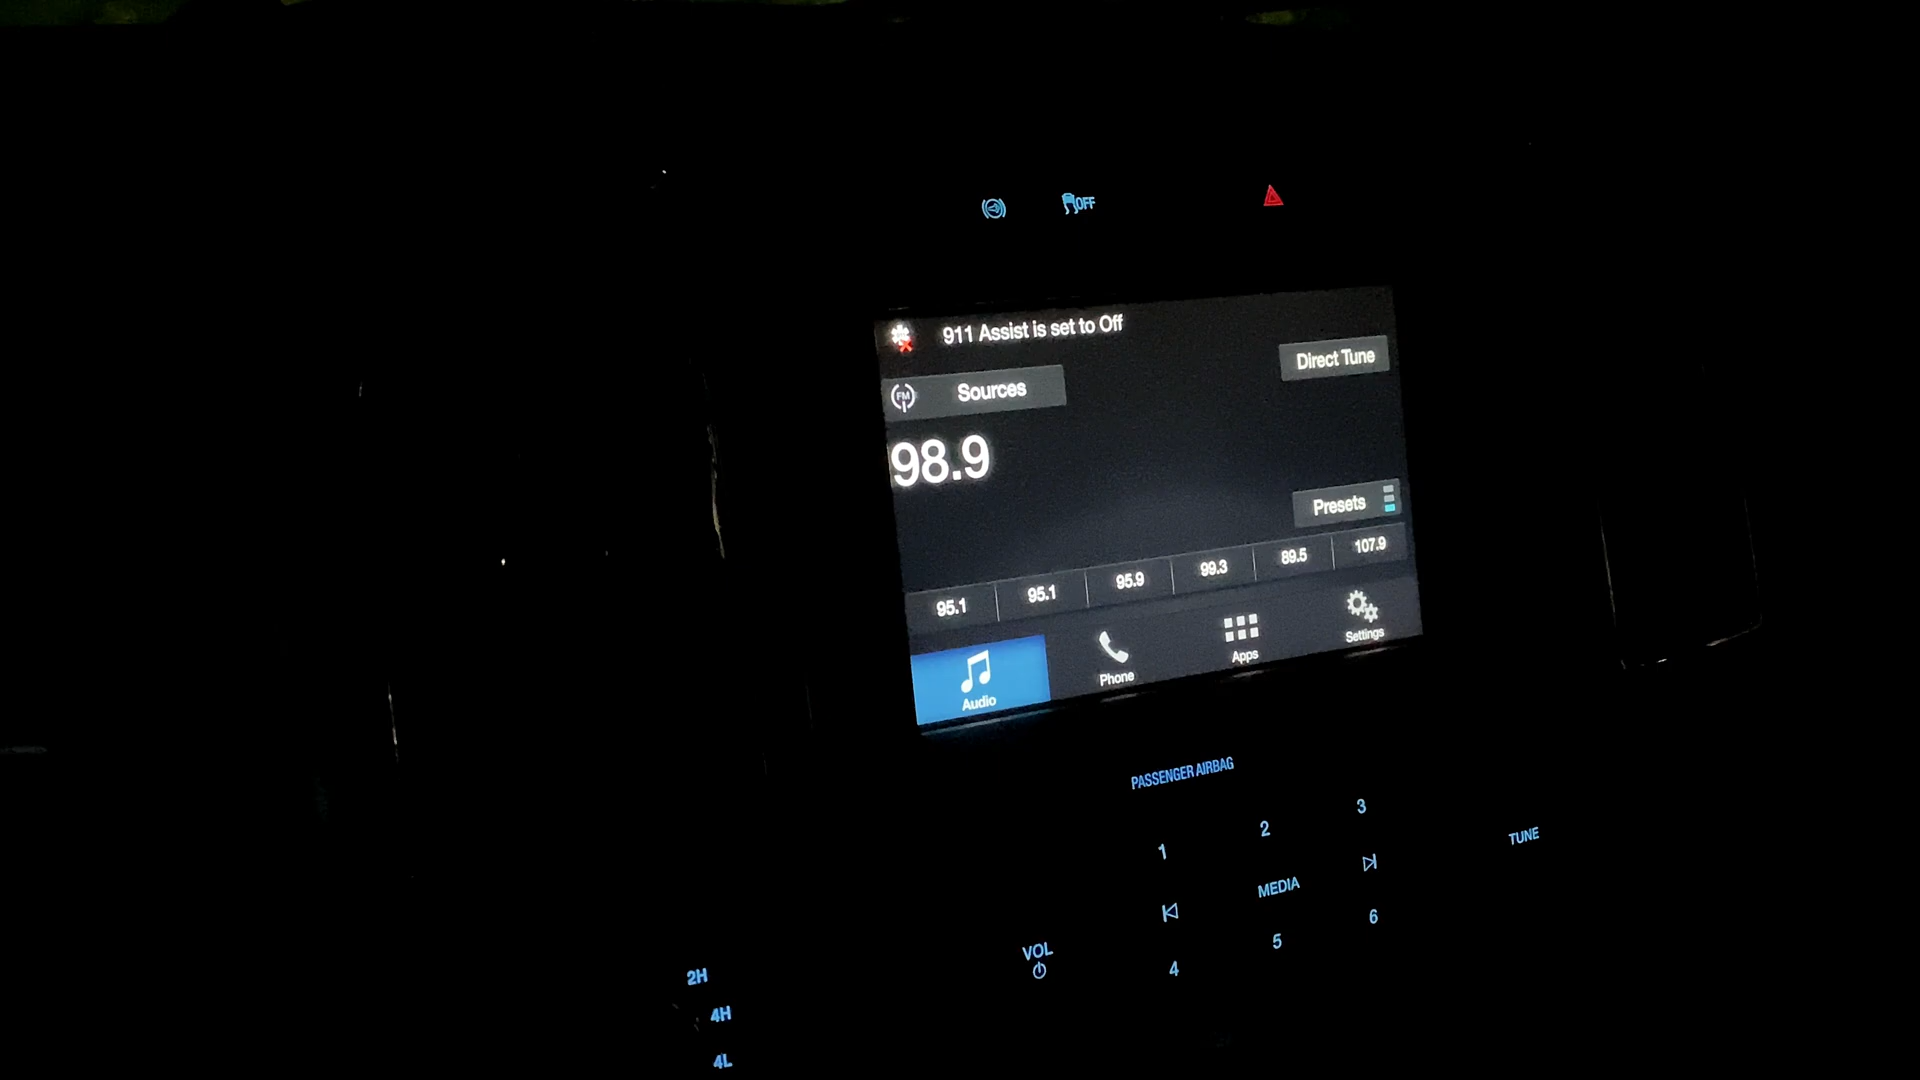 OFF
911 Assist is set to Off
Direct Tune
FM
Sources
98.9
Presets
95.1 95.1 95.9 99.3 89.5 107.9
Audio Phone Apps Settings
PASSENGER AIRBAG
1 2 3
TUNE
MEDIA
VOL
4 5 6
2H
4H
4L